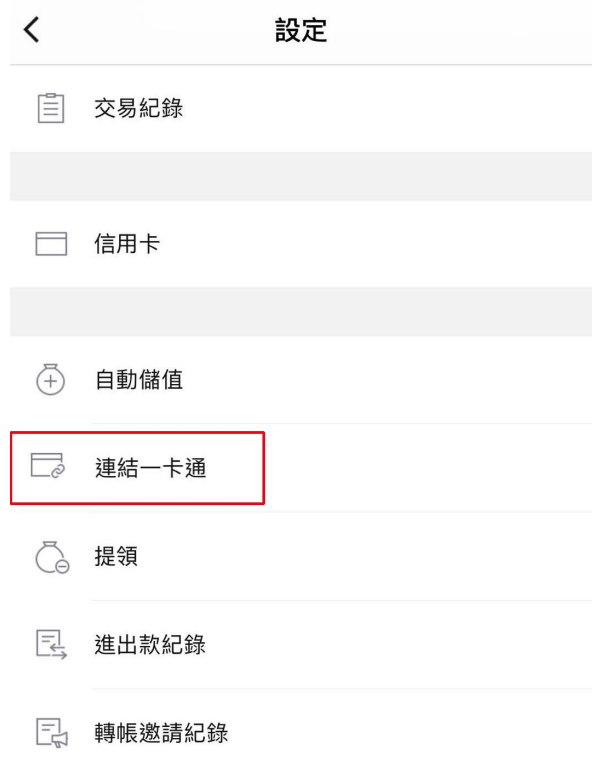 設定
交易紀錄
信用卡
自動儲值
連結一卡通
提領
進出款紀錄
轉帳邀請紀錄